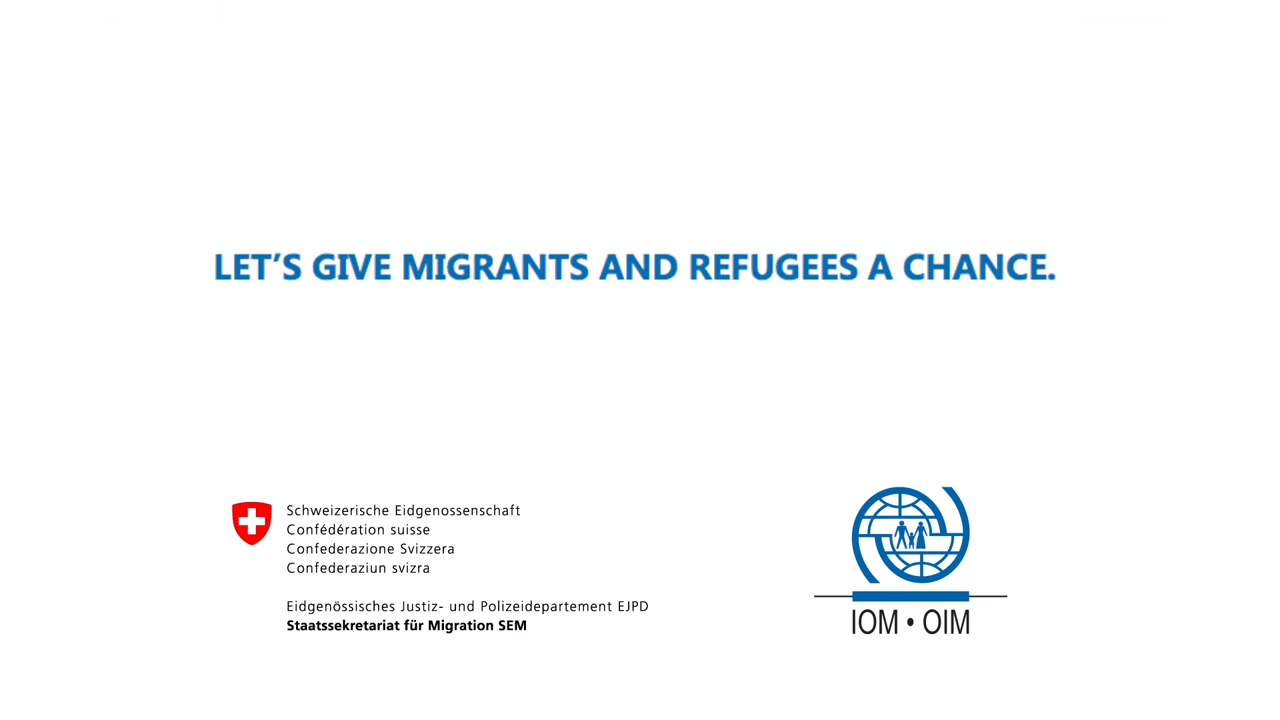 LET’S GIVE MIGRANTS AND REFUGEES A CHANCE.
Schweizerische Eidgenossenschaft
Confédération suisse
Confederazione Svizzera
Confederaziun svizra
Eidgenössisches Justiz- und Polizeidepartement EJPD
Staatssekretariat für Migration SEM
IOM • OIM